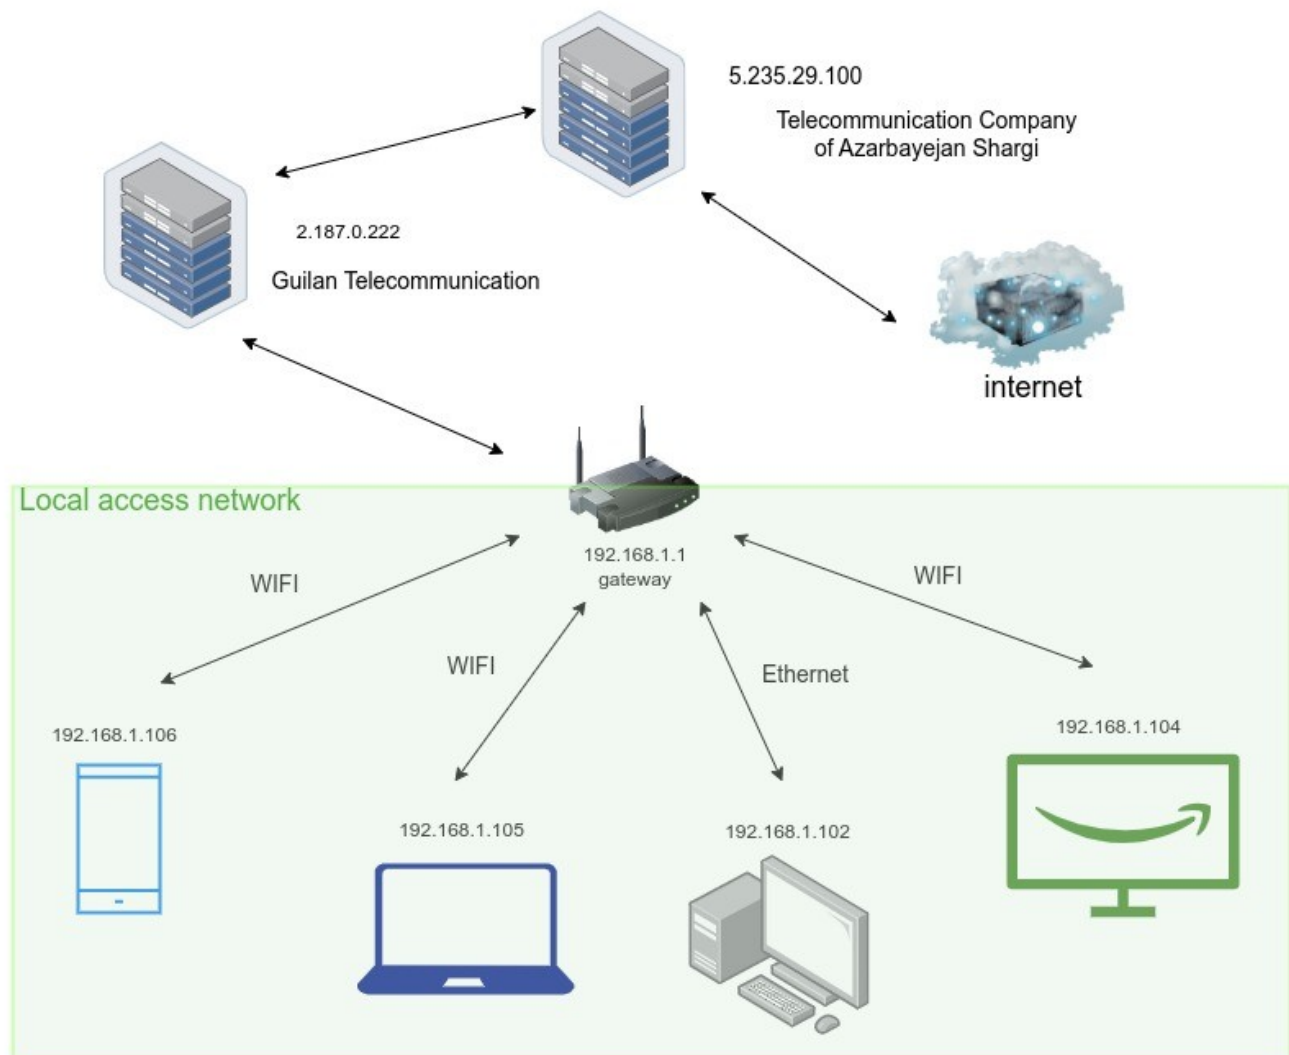 5.235.29.100
Telecommunication Company
of Azarbayejan Shargi
2.187.0.222
Guilan Telecommunication
internet
Local access network
192.168.1.1
gateway
WIFI
WIFI
WIFI
Ethernet
192.168.1.106
192.168.1.104
192.168.1.105
192.168.1.102